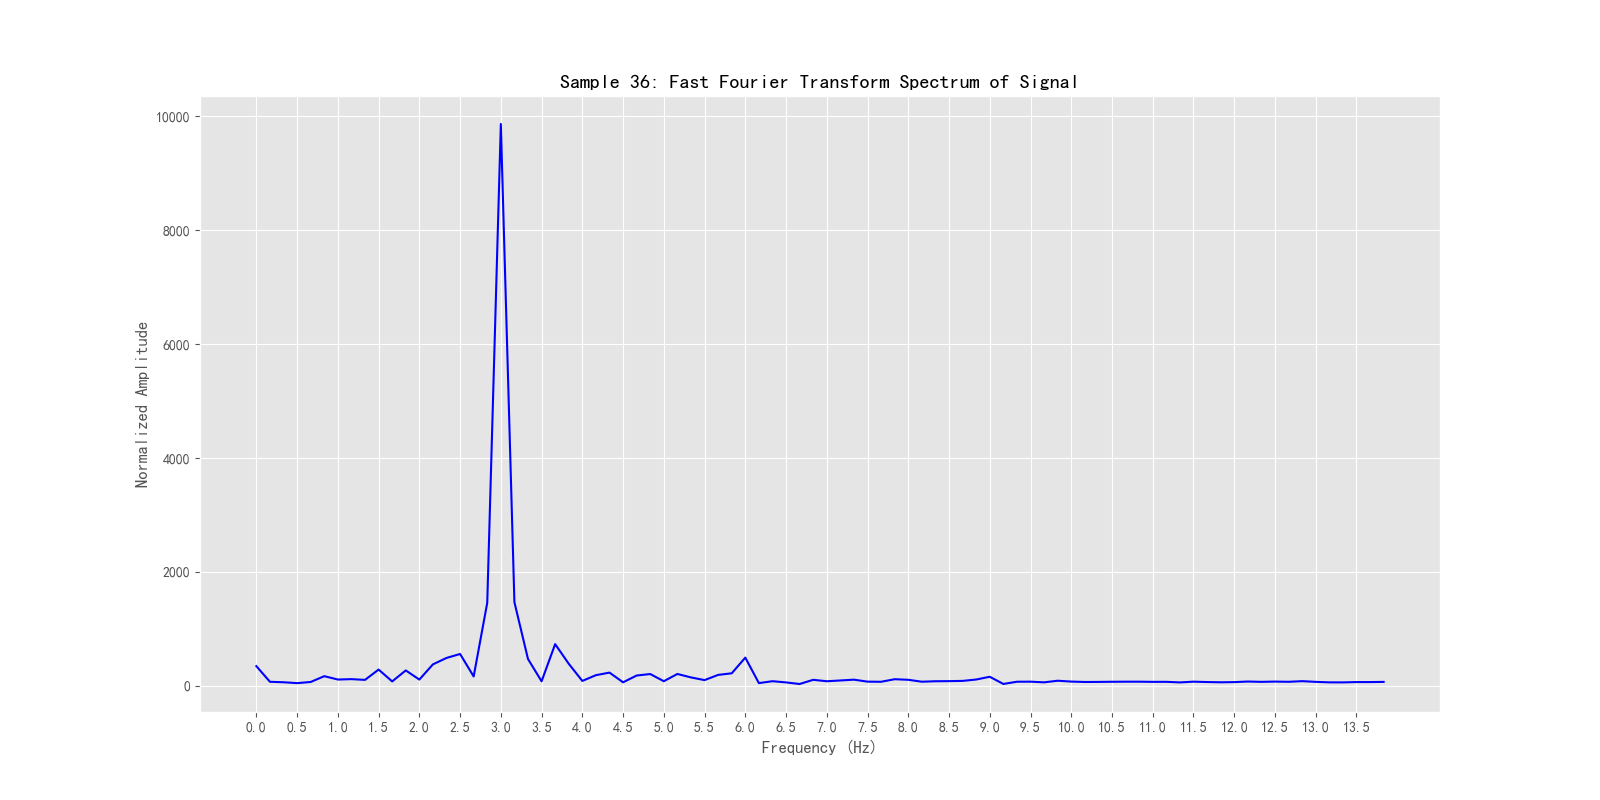 Sample 36: Fast Fourier Transform Spectrum of Signal
10000
8000
6000
4000
2000
0
Normalized Amplitude
0.0 0.5 1.0 1.5 2.0 2.5 3.0 3.5 4.0 4.5 5.0 5.5 6.0 6.5 7.0 7.5 8.0 8.5 9.0 9.5 10.0 10.5 11.0 11.5 12.0 12.5 13.0 13.5
Frequency (Hz)